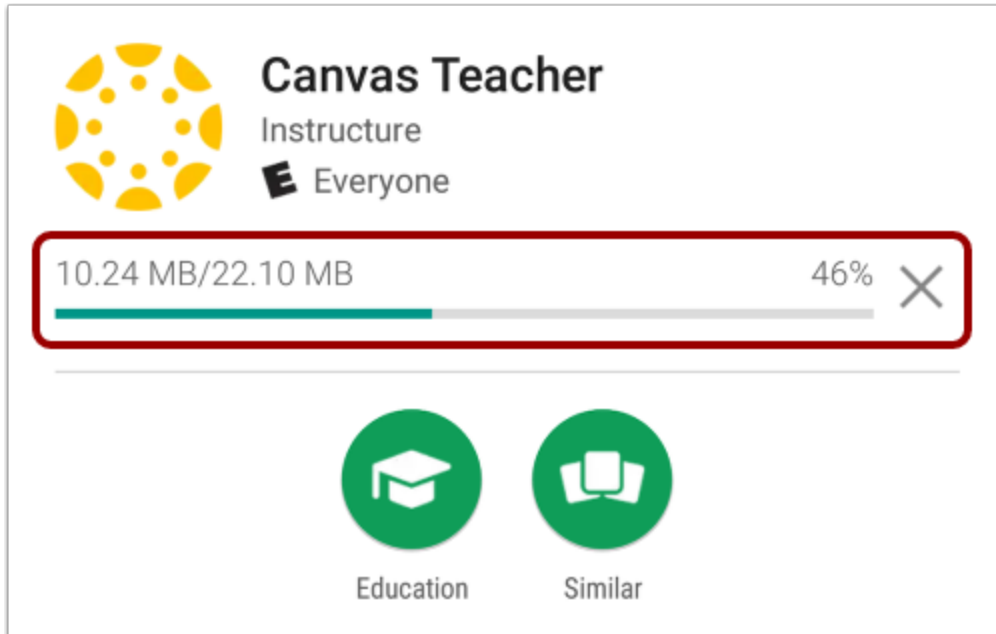 Canvas Teacher
Instructure
E Everyone
10.24 MB/22.10 MB 46%
Education Similar